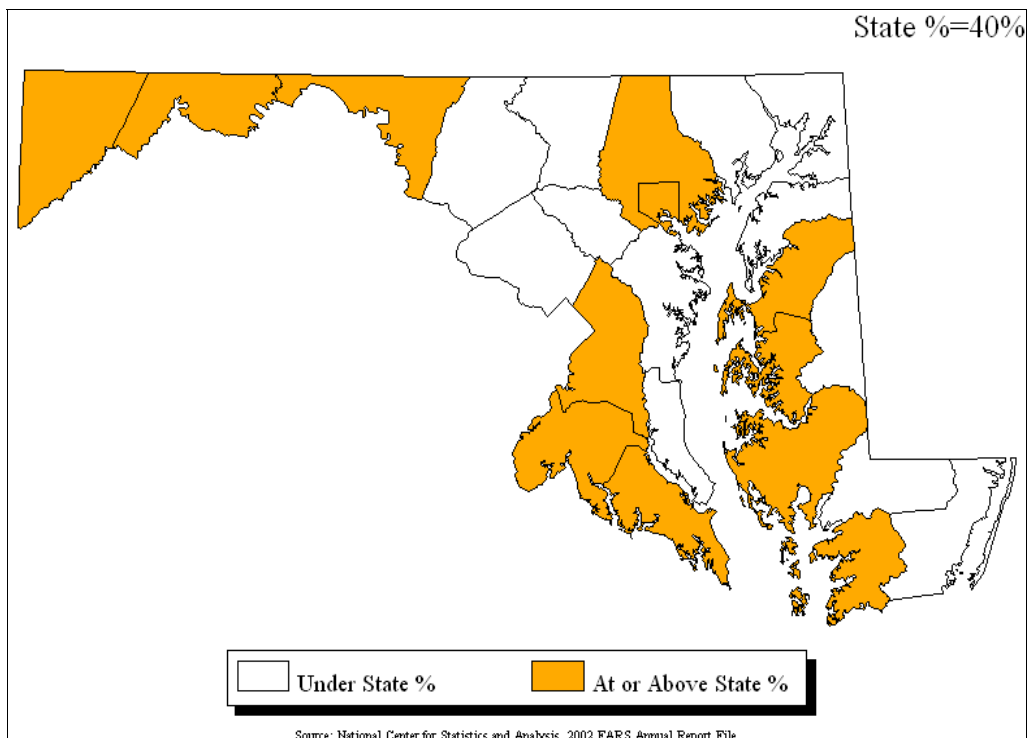 State %=40%
Under State %
At or Above State %
Source: National Center for Statistics and Analysis, 2002 FARS Annual Report File